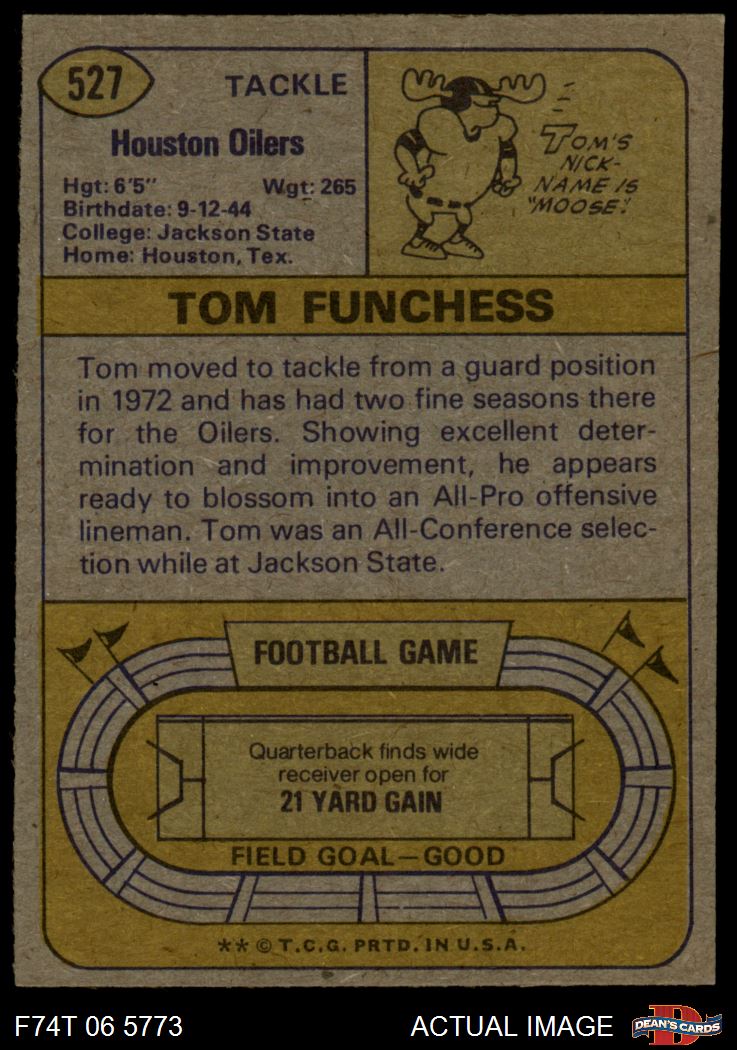 527
TACKLE
Houston Oilers
Hgt: 6'5" Wgt: 265
Birthdate: 9-12-44
College: Jackson State
Home: Houston, Tex.
TOM'S
NICK-
NAME IS
"MOOSE."
TOM FUNCHESS
Tom moved to tackle from a guard position
in 1972 and has had two fine seasons there
for the Oilers. Showing excellent deter-
mination and improvement, he appears
ready to blossom into an All-Pro offensive
lineman. Tom was an All-Conference selec-
tion while at Jackson State.
FOOTBALL GAME
Quarterback finds wide
receiver open for
21 YARD GAIN
FIELD GOAL—GOOD
** © T.C.G. PRTD. IN U.S.A.
F74T 06 5773 ACTUAL IMAGE
D
DEAN'S CARDS